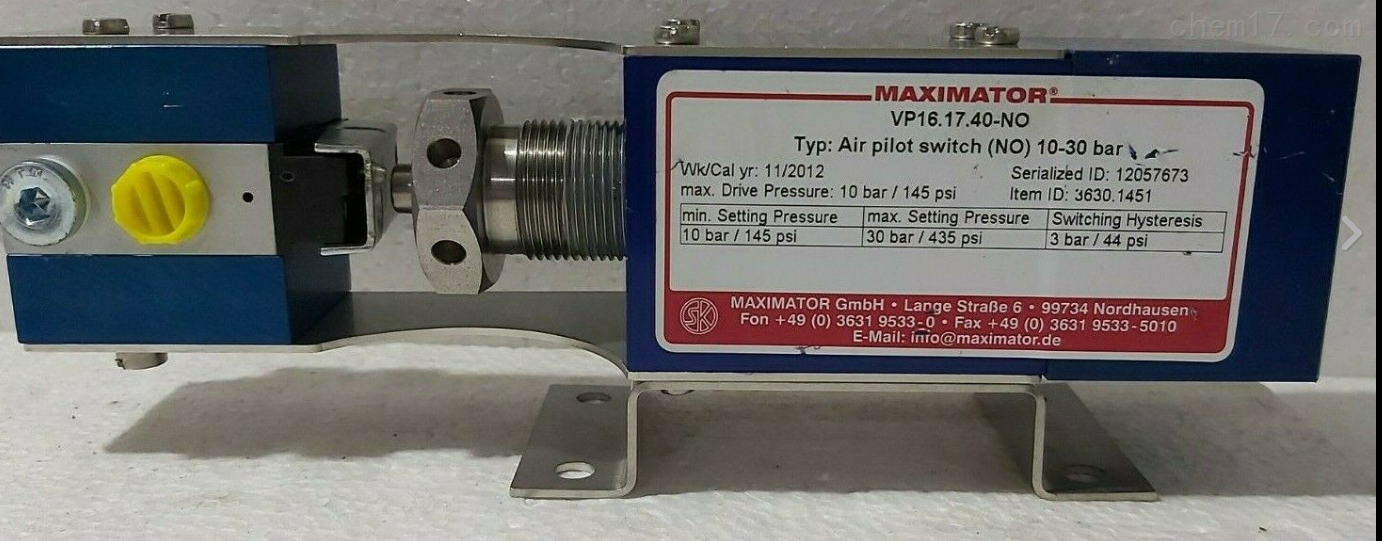 chem17.com
MAXIMATOR®
VP16.17.40-NO
Typ: Air pilot switch (NO) 10-30 bar
Wk/Cal yr: 11/2012
Serialized ID: 12057673
max. Drive Pressure: 10 bar / 145 psi
Item ID: 3630.1451
min. Setting Pressure
max. Setting Pressure
Switching Hysteresis
10 bar / 145 psi
30 bar / 435 psi
3 bar / 44 psi
SK
MAXIMATOR GmbH • Lange Straße 6 • 99734 Nordhausen
Fon +49 (0) 3631 9533-0 • Fax +49 (0) 3631 9533-5010
E-Mail: info@maximator.de